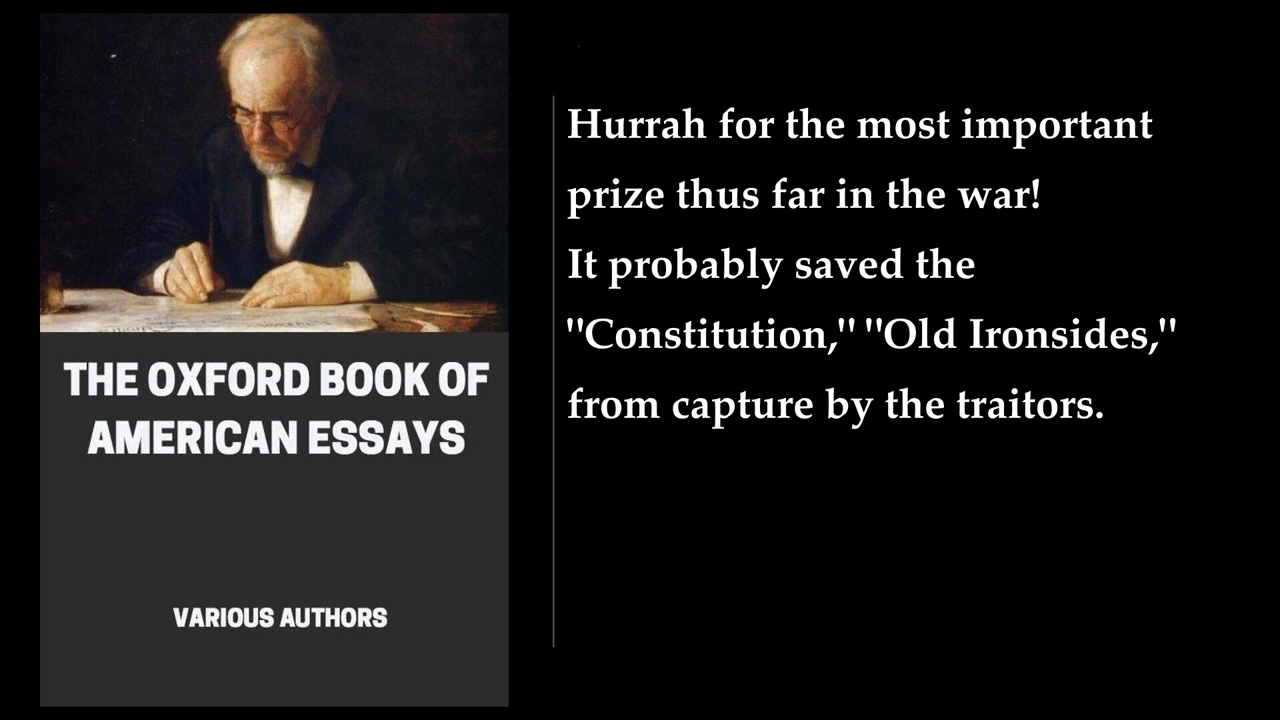 THE OXFORD BOOK OF
AMERICAN ESSAYS
VARIOUS AUTHORS
Hurrah for the most important
prize thus far in the war!
It probably saved the
"Constitution," "Old Ironsides,"
from capture by the traitors.